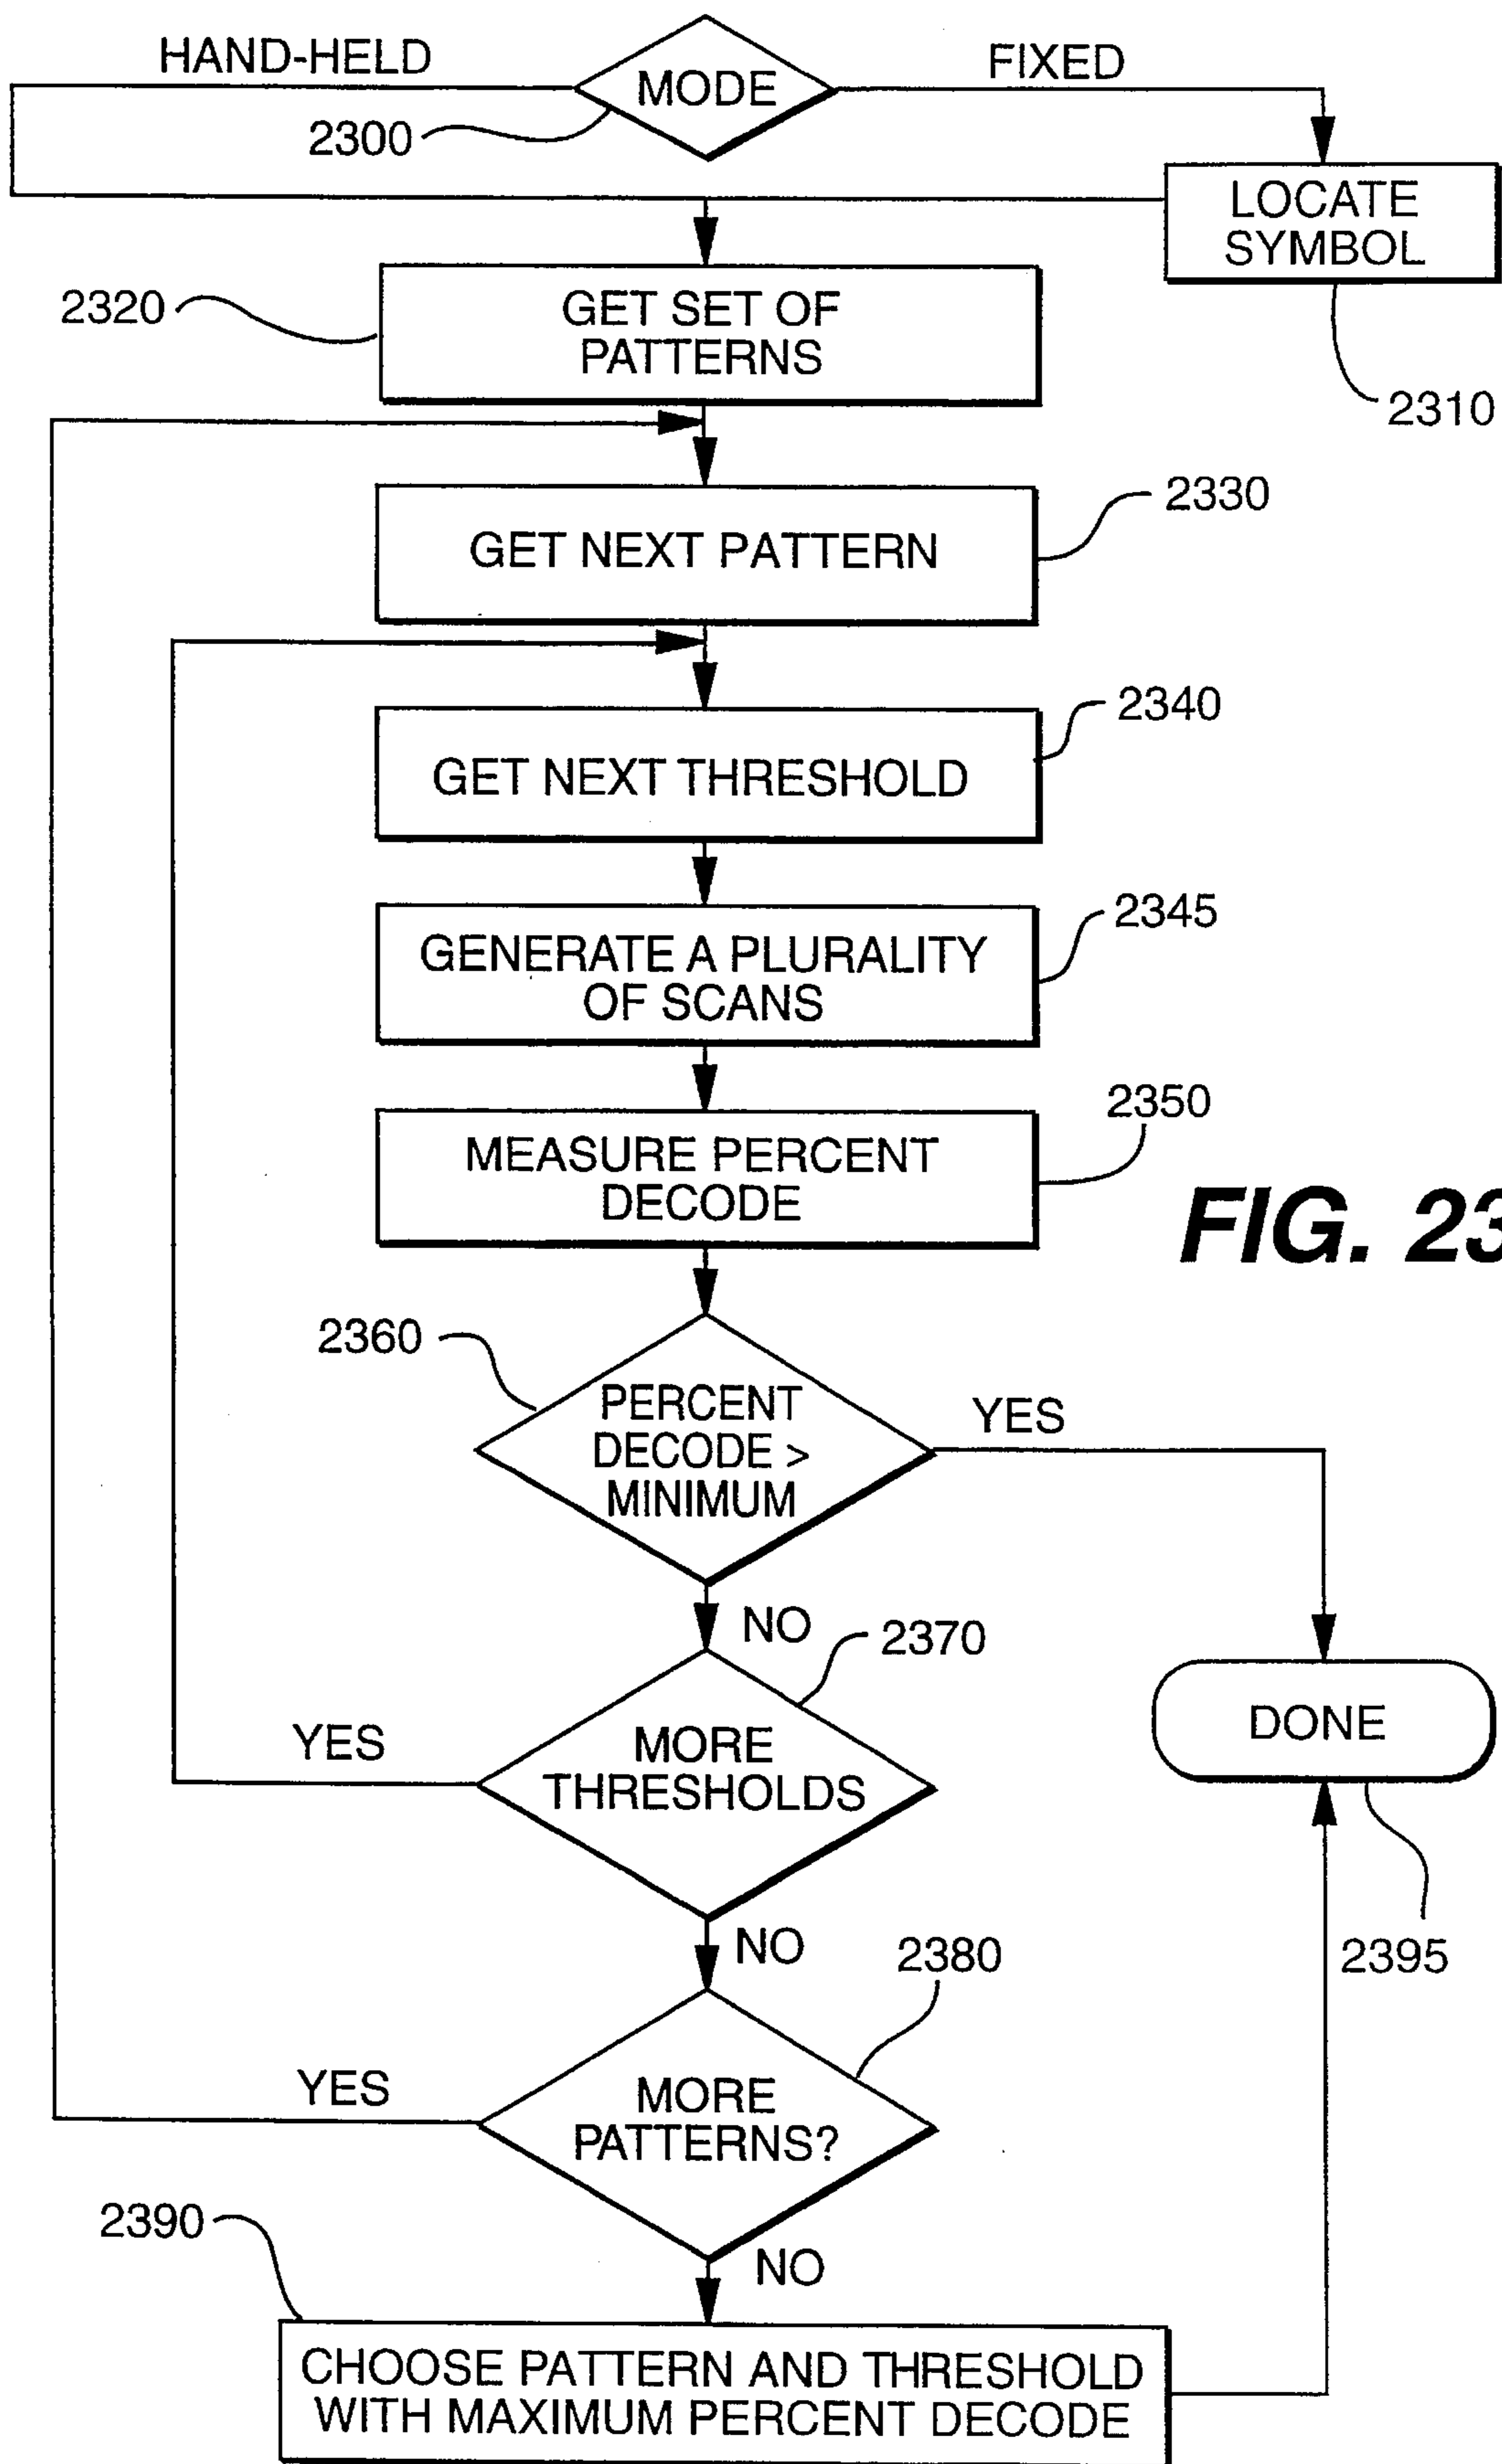 HAND-HELD
MODE
FIXED
2300
LOCATE
SYMBOL
2310
2320
GET SET OF
PATTERNS
2330
GET NEXT PATTERN
2340
GET NEXT THRESHOLD
2345
GENERATE A PLURALITY
OF SCANS
2350
MEASURE PERCENT
DECODE
FIG. 23
2360
PERCENT
DECODE >
MINIMUM
YES
NO
2370
MORE
THRESHOLDS
YES
DONE
2395
NO
2380
MORE
PATTERNS?
YES
NO
2390
CHOOSE PATTERN AND THRESHOLD
WITH MAXIMUM PERCENT DECODE